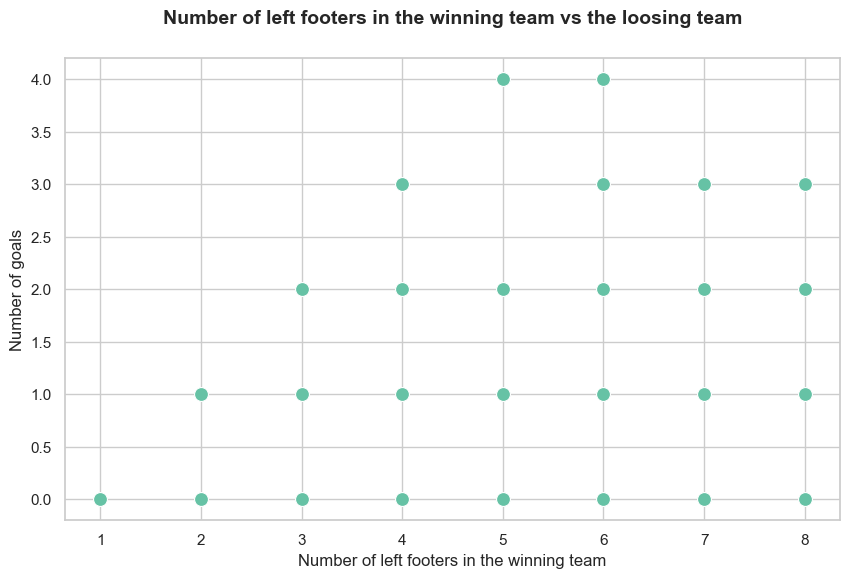 Number of left footers in the winning team vs the loosing team
4.0
3.5
3.0
2.5
2.0
1.5
1.0
0.5
0.0
Number of goals
1 2 3 4 5 6 7 8
Number of left footers in the winning team